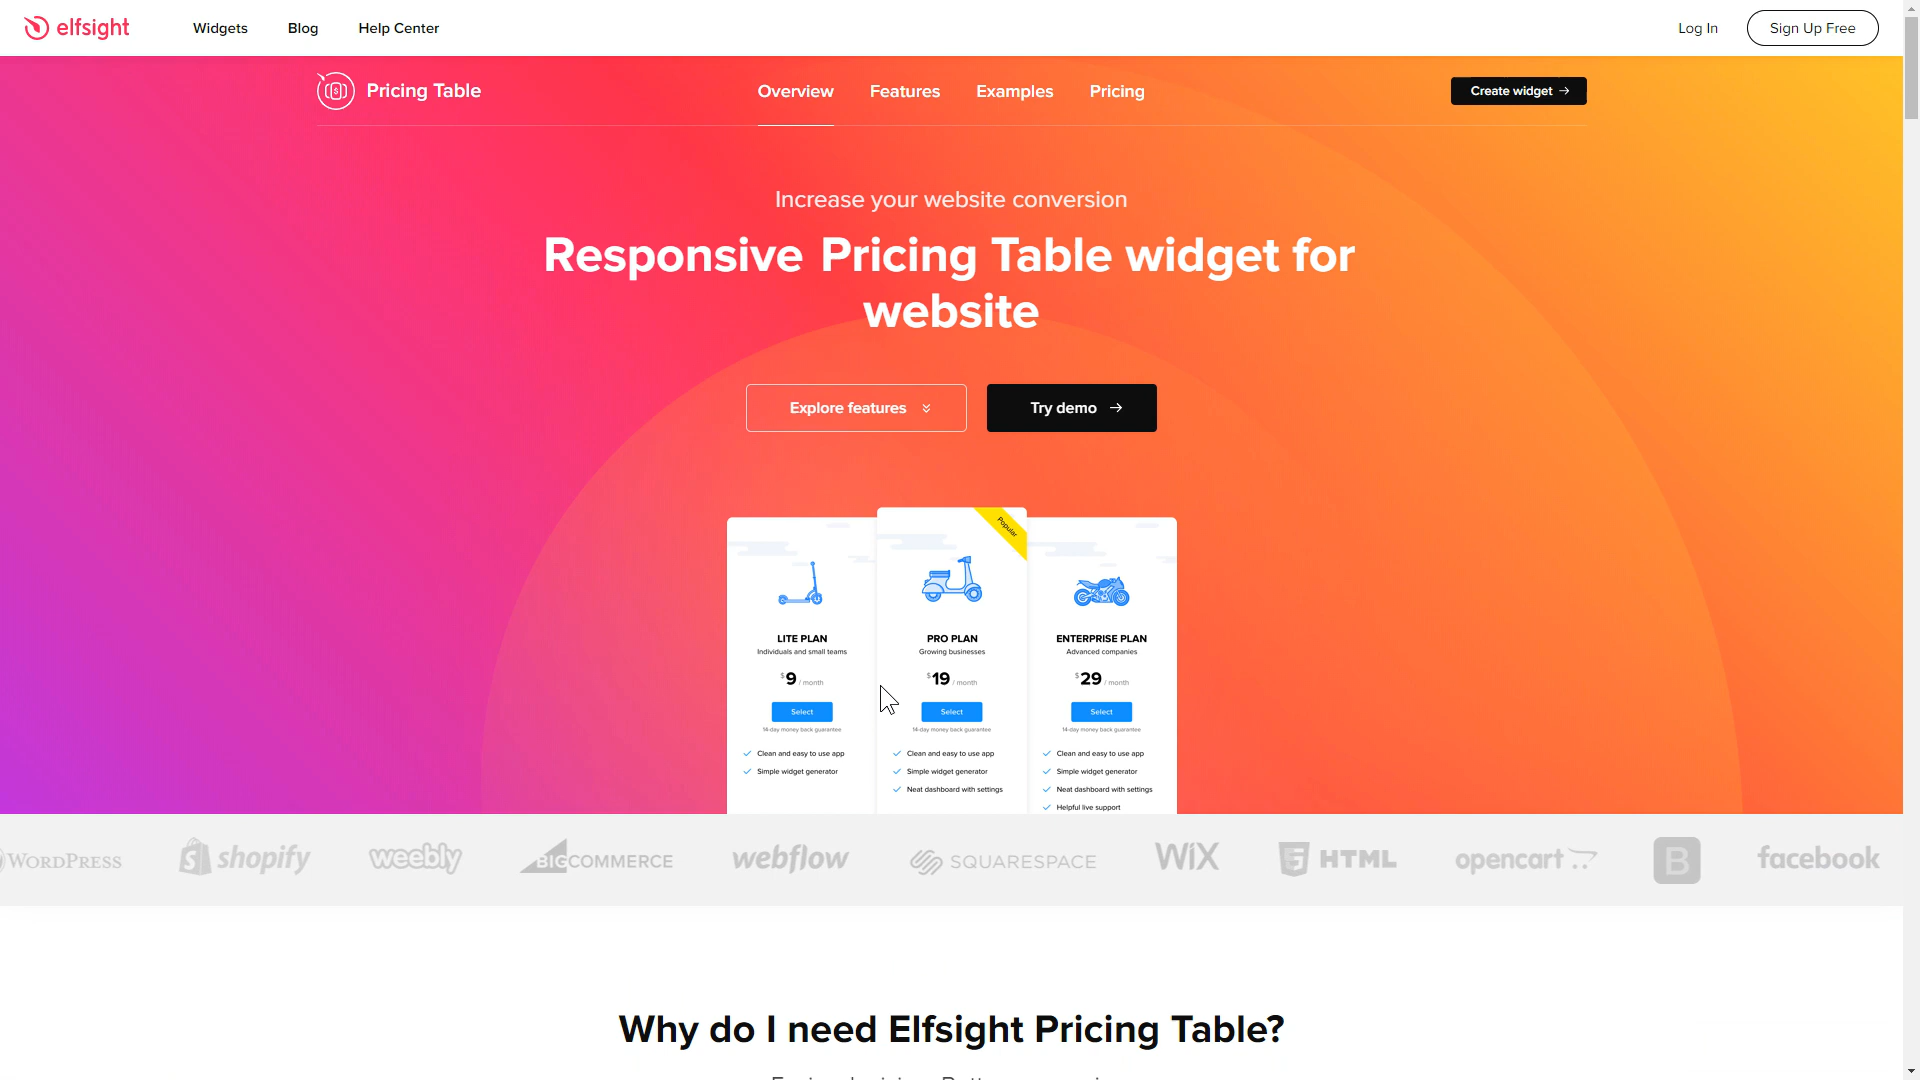 elfsight Widgets Blog Help Center Log In Sign Up Free
Pricing Table Overview Features Examples Pricing Create widget
Increase your website conversion
Responsive Pricing Table widget for
website
Explore features Try demo
Popular
LITE PLAN
Individuals and small teams
$9 / month
Select
14-day money back guarantee
Clean and easy to use app
Simple widget generator
PRO PLAN
Growing businesses
$19 / month
Select
14-day money back guarantee
Clean and easy to use app
Simple widget generator
Neat dashboard with settings
ENTERPRISE PLAN
Advanced companies
$29 / month
Select
14-day money back guarantee
Clean and easy to use app
Simple widget generator
Neat dashboard with settings
Helpful live support
WORDPRESS shopify weebly BIGCOMMERCE webflow SQUARESPACE WIX HTML opencart B facebook
Why do I need Elfsight Pricing Table?